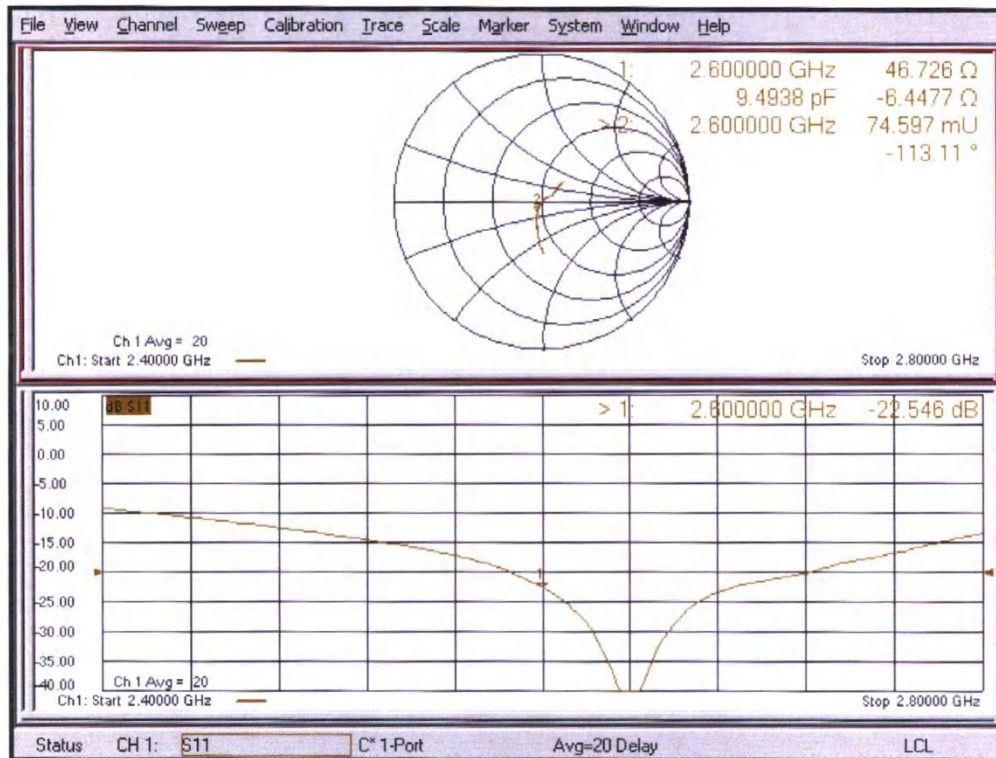 File View Channel Sweep Calibration Trace Scale Marker System Window Help
1: 2.600000 GHz 46.726 Ω
9.4938 pF -6.4477 Ω
> 2: 2.600000 GHz 74.597 mU
-113.11 °
2
Ch 1 Avg = 20
Ch1: Start 2.40000 GHz
Stop 2.80000 GHz
dB S11
> 1: 2.600000 GHz -22.546 dB
10.00
5.00
0.00
-5.00
-10.00
-15.00
-20.00
-25.00
-30.00
-35.00
-40.00
1
Ch 1 Avg = 20
Ch1: Start 2.40000 GHz
Stop 2.80000 GHz
Status CH 1: S11 C* 1-Port Avg=20 Delay LCL